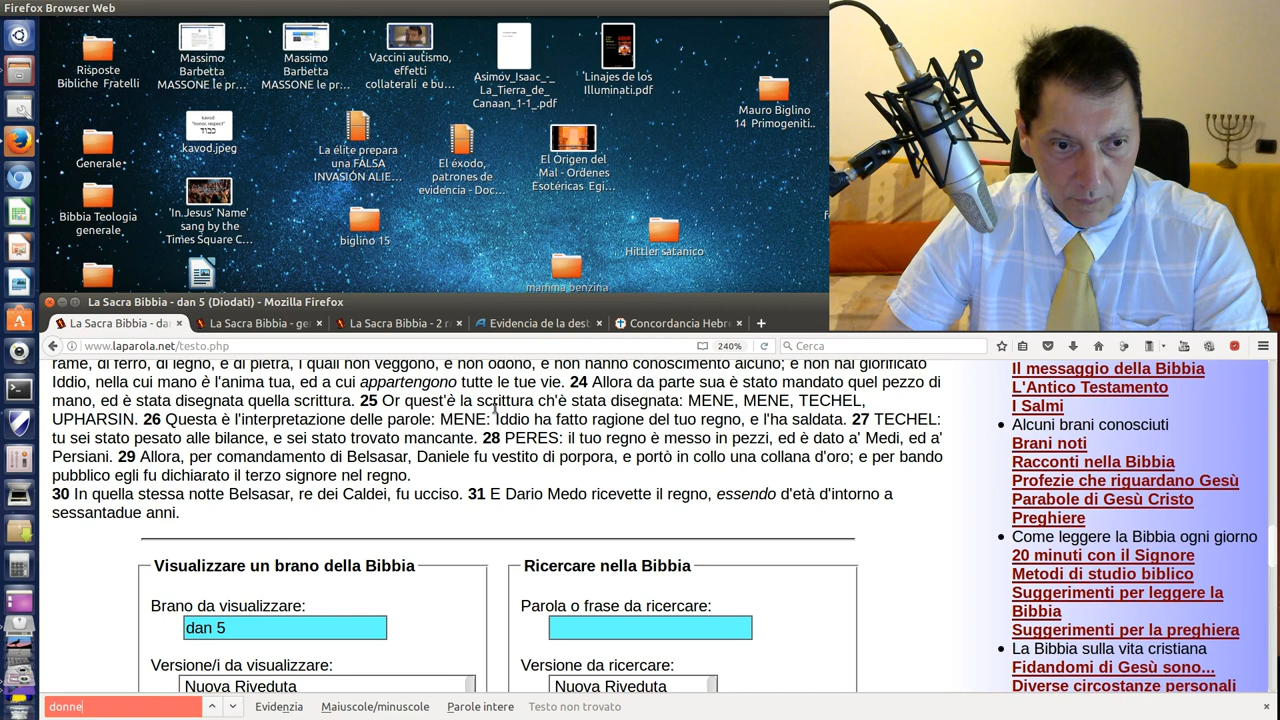 Firefox Browser Web
Risposte
Bibliche Fratelli
Massimo
Barbetta
MASSONE le pr...
Massimo
Barbetta
MASSONE le pr...
Vaccini autismo,
effetti
collaterali e bu...
Asimov_Isaac_-_
La_Tierra_de_
Canaan_1-1_.pdf
Linajes de los
Illuminati.pdf
Mauro Biglino
14 Primogeniti..
kavod
"honor, respect"
כבוד
kavod.jpeg
Generale
La élite prepara
una FALSA
INVASIÓN ALIE...
El éxodo,
patrones de
evidencia - Doc...
El Origen del
Mal - Ordenes
Esotéricas Egi...
Bibbia Teologia
generale
'In Jesus' Name'
sang by the
Times Square C...
biglino 15
Hittler satanico
mamma benzina
La Sacra Bibbia - dan 5 (Diodati) - Mozilla Firefox
La Sacra Bibbia - da
La Sacra Bibbia - ge
La Sacra Bibbia - 2
Evidencia de la dest
Concordancia Hebre
www.laparola.net/testo.php
240%
Cerca
rame, di ferro, di legno, e di pietra, i quali non veggono, ed non odono, e non hanno conoscimento alcuno; e non hai glorificato
Iddio, nella cui mano è l'anima tua, ed a cui appartengono tutte le tue vie. 24 Allora da parte sua è stato mandato quel pezzo di
mano, ed è stata disegnata quella scrittura. 25 Or quest'è la scrittura ch'è stata disegnata: MENE, MENE, TECHEL,
UPHARSIN. 26 Questa è l'interpretazione delle parole: MENE: Iddio ha fatto ragione del tuo regno, e l'ha saldata. 27 TECHEL:
tu sei stato pesato alle bilance, e sei stato trovato mancante. 28 PERES: il tuo regno è messo in pezzi, ed è dato a' Medi, ed a'
Persiani. 29 Allora, per comandamento di Belsasar, Daniele fu vestito di porpora, e portò in collo una collana d'oro; e per bando
pubblico egli fu dichiarato il terzo signore nel regno.
30 In quella stessa notte Belsasar, re dei Caldei, fu ucciso. 31 E Dario Medo ricevette il regno, essendo d'età d'intorno a
sessantadue anni.
Visualizzare un brano della Bibbia
Brano da visualizzare:
dan 5
Versione/i da visualizzare:
Nuova Riveduta
Ricercare nella Bibbia
Parola o frase da ricercare:
Versione da ricercare:
Nuova Riveduta
Il messaggio della Bibbia
L'Antico Testamento
I Salmi
Alcuni brani conosciuti
Brani noti
Racconti nella Bibbia
Profezie che riguardano Gesù
Parabole di Gesù Cristo
Preghiere
Come leggere la Bibbia ogni giorno
20 minuti con il Signore
Metodi di studio biblico
Suggerimenti per leggere la
Bibbia
Suggerimenti per la preghiera
La Bibbia sulla vita cristiana
Fidandomi di Gesù sono...
Diverse circostanze personali
donne
Evidenzia
Maiuscole/minuscole
Parole intere
Testo non trovato